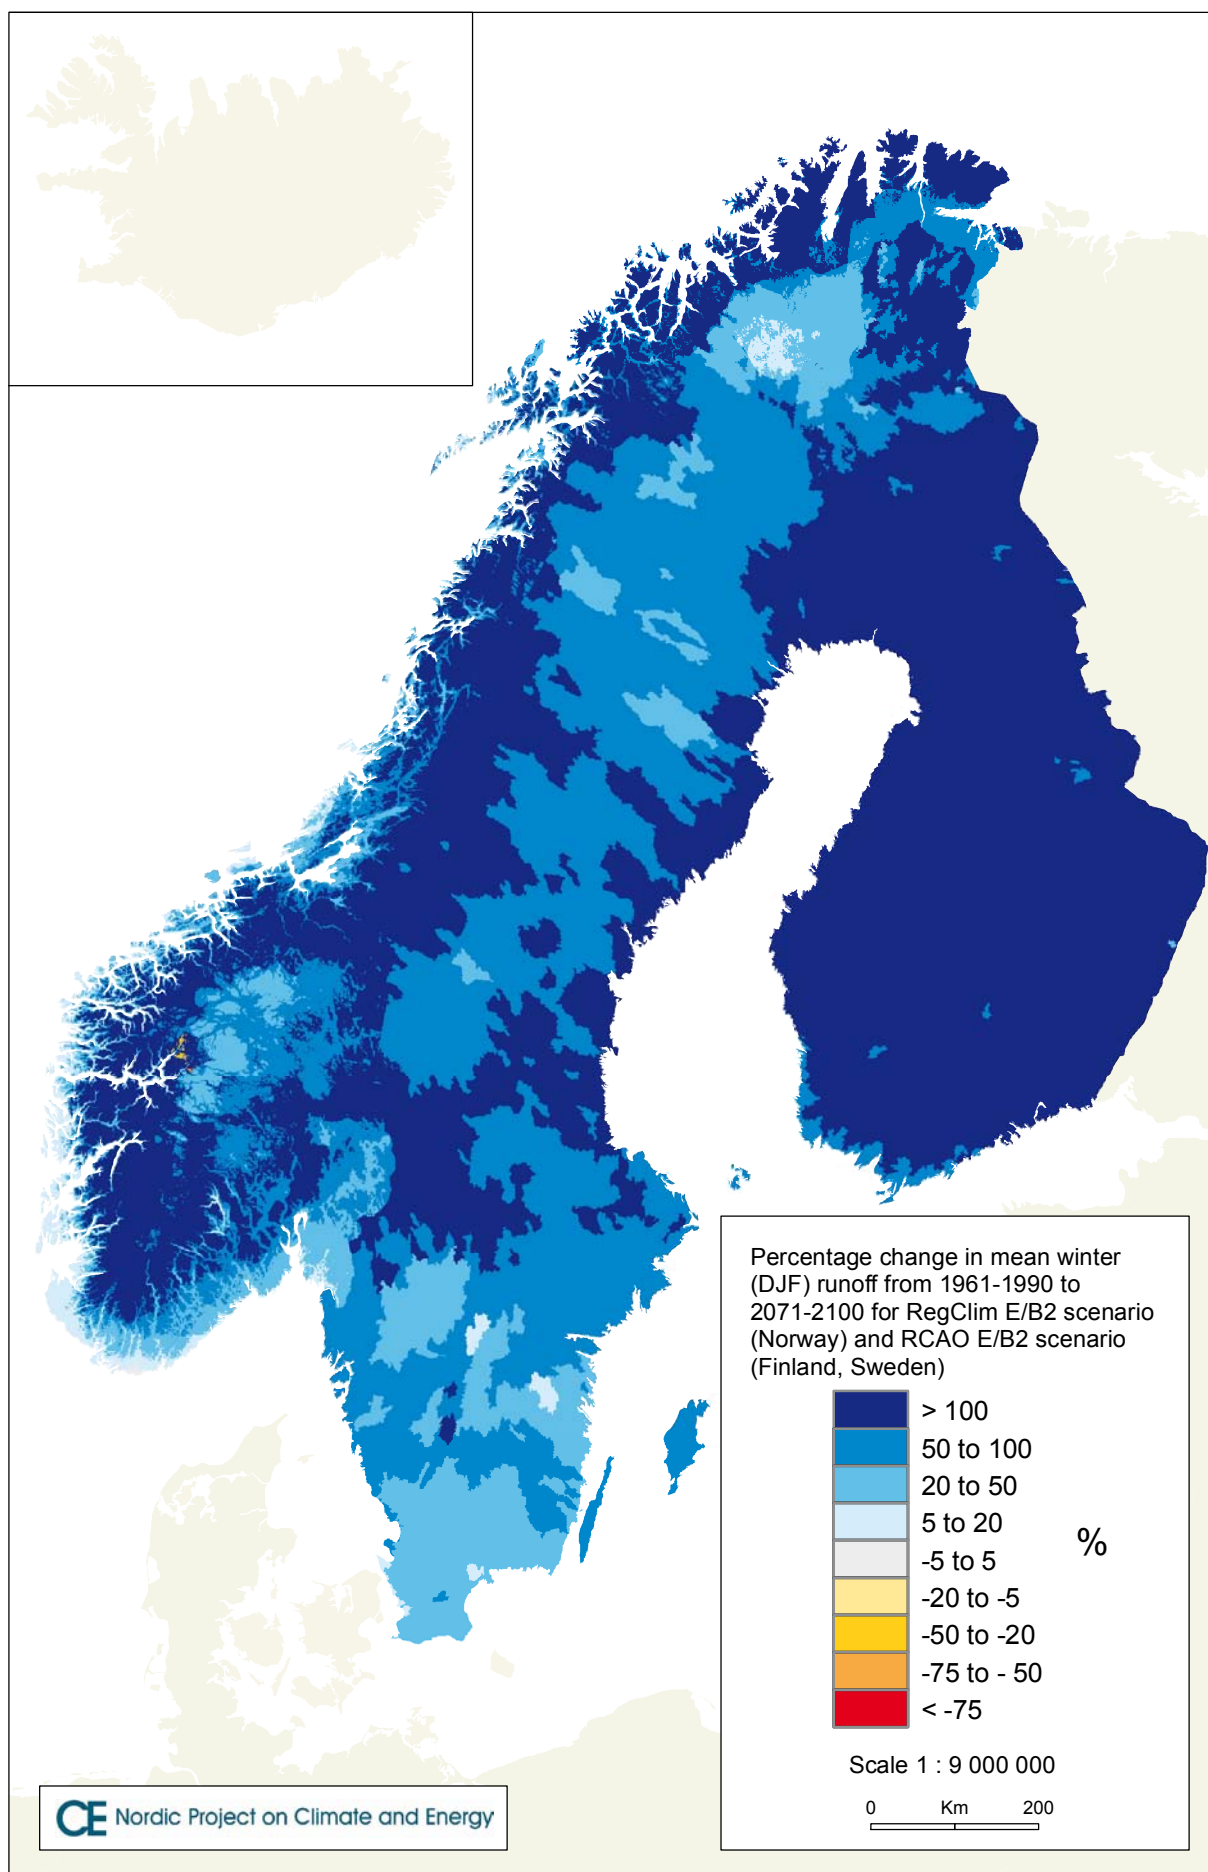 Percentage change in mean winter
(DJF) runoff from 1961-1990 to
2071-2100 for RegClim E/B2 scenario
(Norway) and RCAO E/B2 scenario
(Finland, Sweden)
> 100
50 to 100
20 to 50
5 to 20
-5 to 5
-20 to -5
-50 to -20
-75 to - 50
< -75
%
Scale 1 : 9 000 000
0 Km 200
CE Nordic Project on Climate and Energy